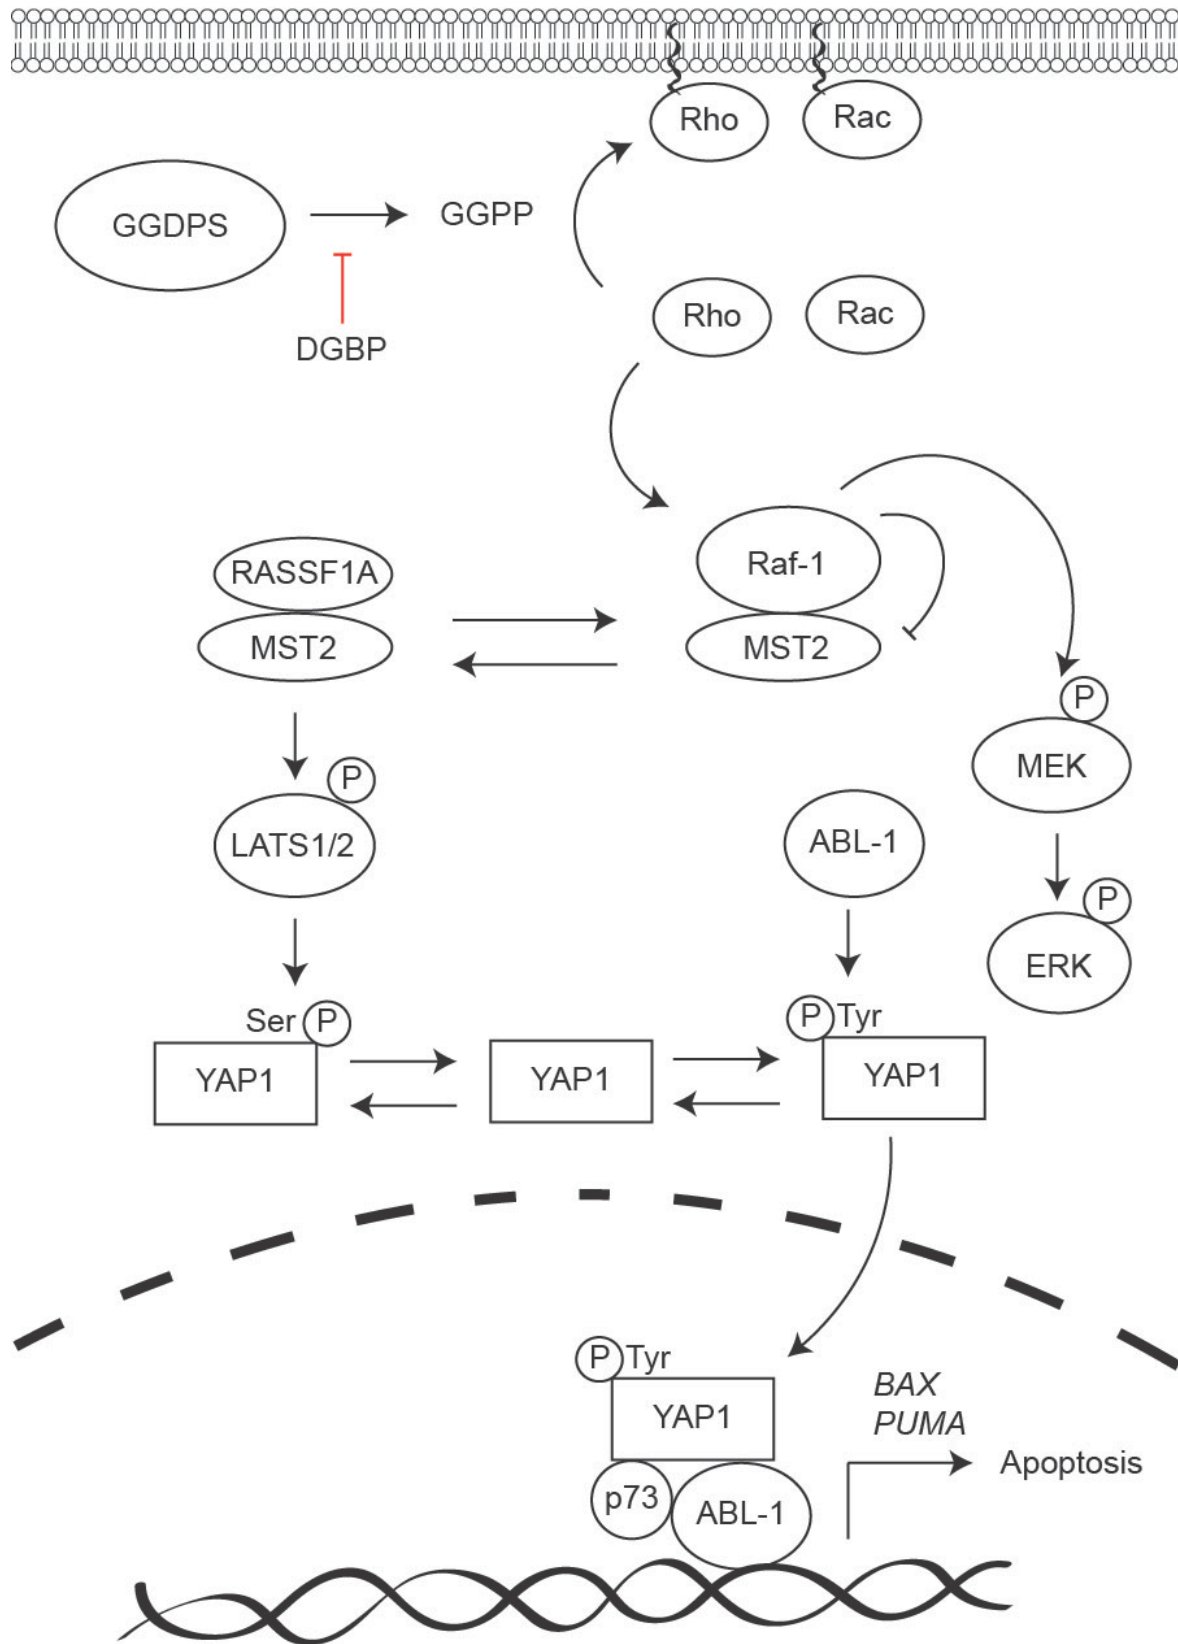 Rho
Rac
GGDPS
GGPP
DGBP
Rho
Rac
RASSF1A
MST2
Raf-1
MST2
P
MEK
P
LATS1/2
ABL-1
P
ERK
Ser P
YAP1
YAP1
P Tyr
YAP1
P Tyr
YAP1
p73
ABL-1
BAX
PUMA
Apoptosis